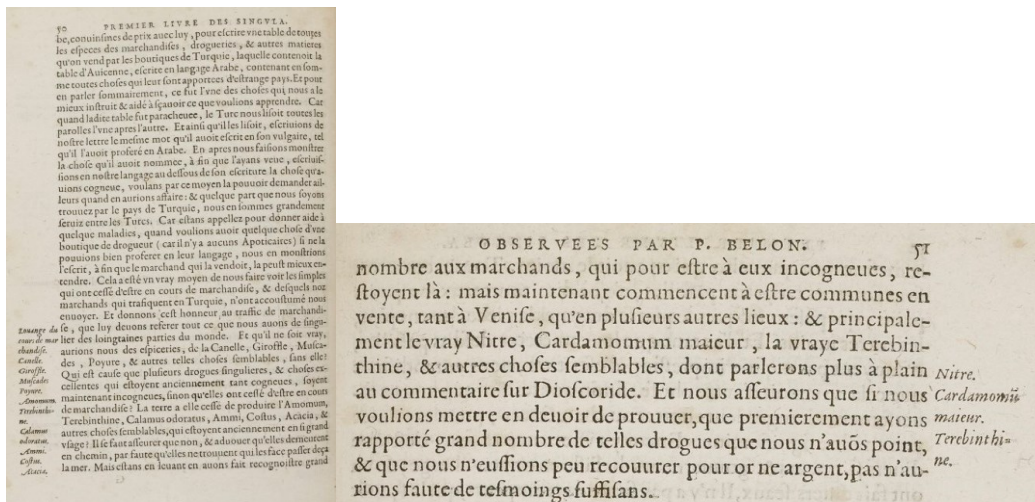 50 PREMIER LIVRE DES SINGVLA.
be, conuinſmes de prix auec luy, pour eſcrire vne table de toutes
les eſpeces des marchandiſes, drogueries, & autres matieres
qu'on vend par les boutiques de Turquie, laquelle contenoit la
table d'Auicenne, eſcrite en langage Arabe, contenant en ſom-
me toutes choſes qui leur ſont apportees d'eſtrange pays. Et pour
en parler ſommairement, ce fut l'vne des choſes qui nous a le
mieux inſtruit & aidé à ſçauoir ce que voulions apprendre. Car
quand ladite table fut paracheuee, le Turc nous liſoit toutes les
parolles l'vne apres l'autre. Et ainſi qu'il les liſoit, eſcriuions de
noſtre lettre le meſme mot qu'il auoit eſcrit en ſon vulgaire, tel
qu'il l'auoit proferé en Arabe. En apres nous faiſions monſtrer
la choſe qu'il auoit nommee, à fin que l'ayans veue, eſcriuiſ-
ſions en noſtre langage au deſſous de ſon eſcriture la choſe qu'a-
uions cogneue, voulans par ce moyen la pouuoir demander ail-
leurs quand en aurions affaire: & quelque part que nous ſoyons
trouuez par le pays de Turquie, nous en ſommes grandement
ſeruiz entre les Turcs. Car eſtans appellez pour donner aide à
quelque maladies, quand voulions auoir quelque choſe d'vne
boutique de drogueur (car il n'y a aucuns Apoticaires) ſi ne la
pouuions bien proferer en leur langage, nous en monſtrions
l'eſcrit, à fin que le marchand qui la vendoit, la peuſt mieux en-
tendre. Cela a eſté vn vray moyen de nous faire voir les ſimples
qui ont ceſſé d'eſtre en cours de marchandiſe, & deſquels noz
marchands qui trafiquent en Turquie, n'ont accouſtumé nous
enuoyer. Et donnons c'eſt honneur, au traffic de marchandi-
ſe, que luy deuons referer tout ce que nous auons de ſingu-
lier des loingtaines parties du monde. Et qu'il ne ſoit vray,
aurions nous des eſpiceries, de la Canelle, Giroffle, Muſca-
des, Poyure, & autres telles choſes ſemblables, ſans elle?
Qui eſt cauſe que pluſieurs drogues ſingulieres, & choſes ex-
cellentes qui eſtoyent anciennement tant cogneues, ſoyent
maintenant incogneues, ſinon qu'elles ont ceſſé d'eſtre en cours
de marchandiſe? La terre a elle ceſſé de produire l'Amomum,
Terebinthine, Calamus odoratus, Ammi, Coſtus, Acacia, &
autres choſes ſemblables, qui eſtoyent anciennement en ſi grand
vſage? Il ſe faut aſſeurer que non, & aduouer qu'elles demeurent
en chemin, par faute qu'elles ne trouuent qui les face paſſer deça
la mer. Mais eſtans en leuant en auons fait recognoiſtre grand
Louange du
cours de mar
chandiſe.
Canelle.
Giroffle.
Muſcades
Poyure.
Amomum.
Terebinthi-
ne.
Calamus
odoratus.
Ammi.
Coſtus.
Acacia.
OBSERVEES PAR P. BELON. 51
nombre aux marchands, qui pour eſtre à eux incogneues, re-
ſtoyent là: mais maintenant commencent à eſtre communes en
vente, tant à Veniſe, qu'en pluſieurs autres lieux: & principale-
ment le vray Nitre, Cardamomum maieur, la vraye Terebin-
thine, & autres choſes ſemblables, dont parlerons plus à plain
au commentaire ſur Dioſcoride. Et nous aſſeurons que ſi nous
voulions mettre en deuoir de prouuer, que premierement ayons
rapporté grand nombre de telles drogues que nous n'auõs point,
& que nous n'euſſions peu recouurer pour or ne argent, pas n'au-
rions faute de teſmoings ſuffiſans.
Nitre.
Cardamomũ
maieur.
Terebinthi=
ne.